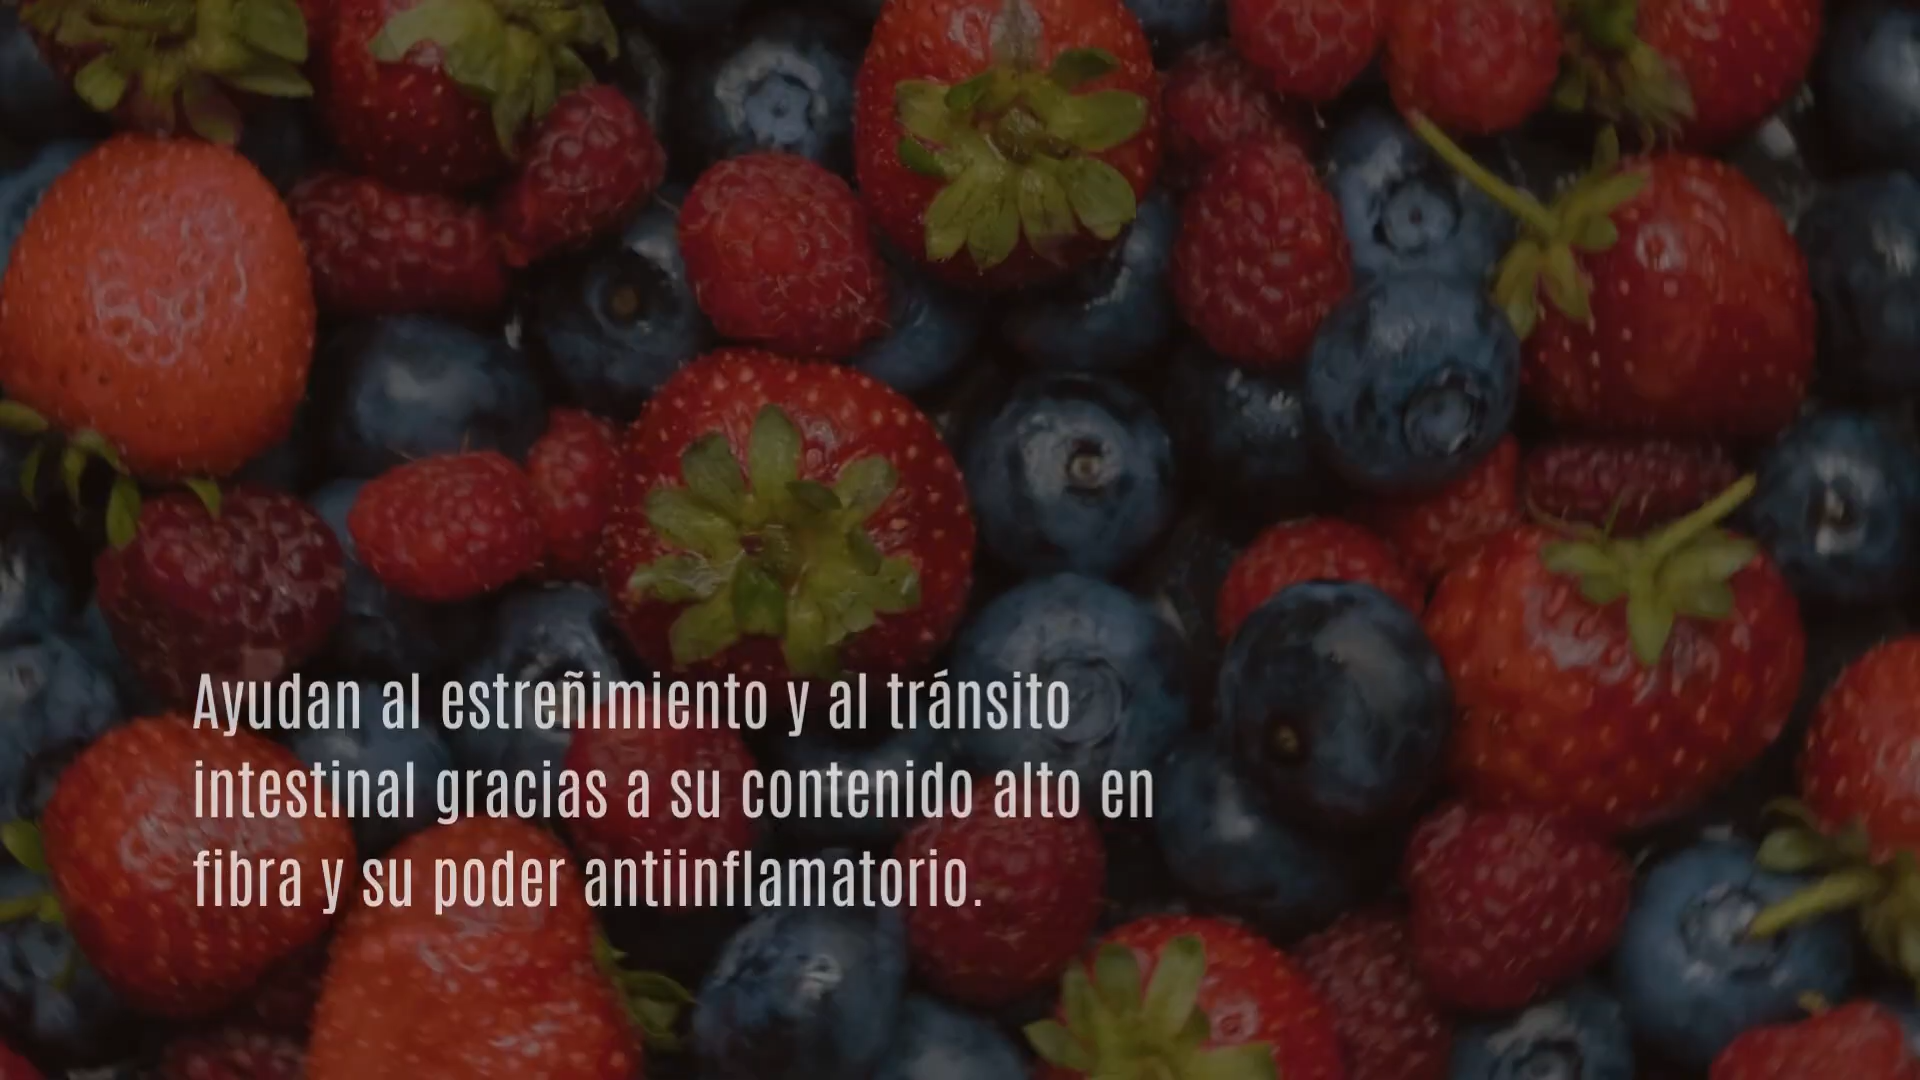 Ayudan al estreñimiento y al tránsito
intestinal gracias a su contenido alto en
fibra y su poder antiinflamatorio.